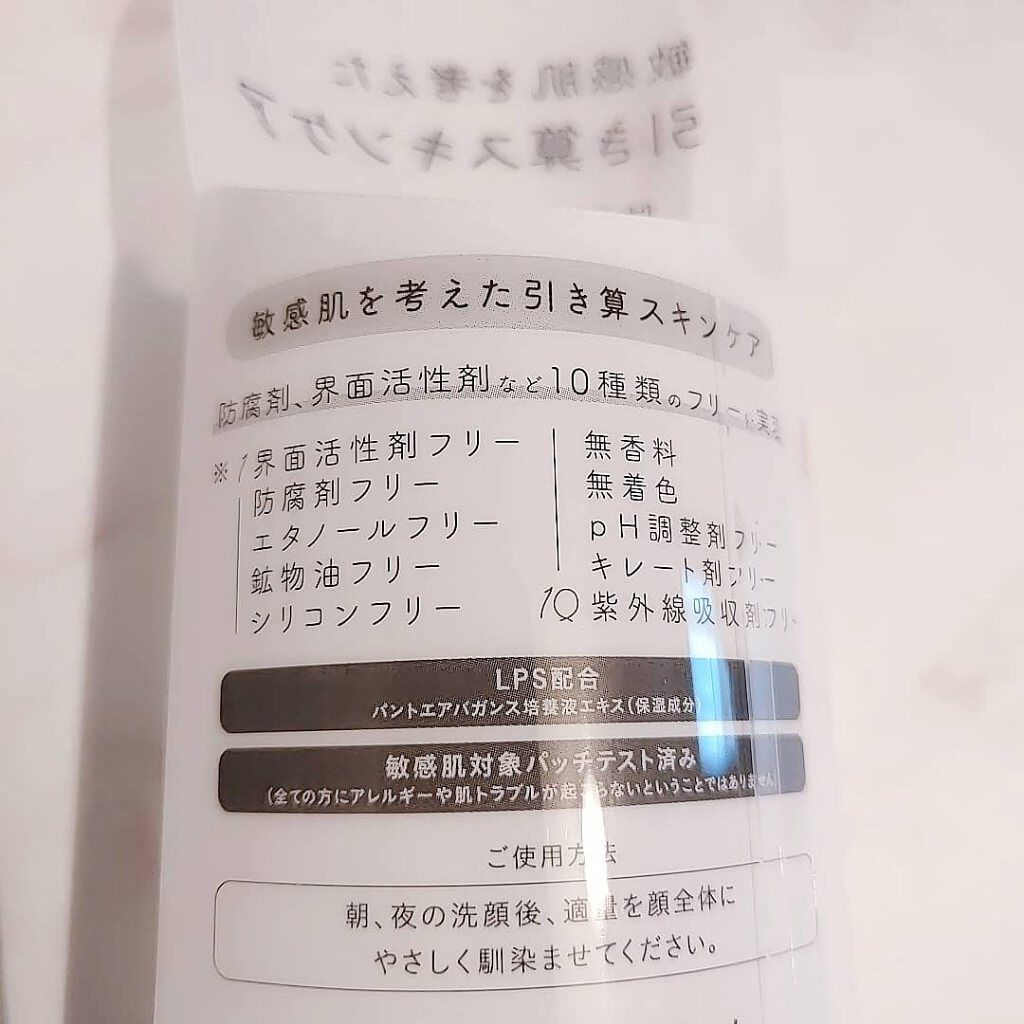 敏感肌を考えた
引き算スキンケア
敏感肌を考えた引き算スキンケア
防腐剤、界面活性剤など10種類のフリーを実現
※1界面活性剤フリー
防腐剤フリー
エタノールフリー
鉱物油フリー
シリコンフリー
無香料
無着色
pH調整剤フリー
キレート剤フリー
10 紫外線吸収剤フリー
LPS配合
パントエアバガンス培養液エキス(保湿成分)
敏感肌対象パッチテスト済み
(全ての方にアレルギーや肌トラブルが起こらないということではありません
ご使用方法
朝、夜の洗顔後、適量を顔全体に
やさしく馴染ませてください。